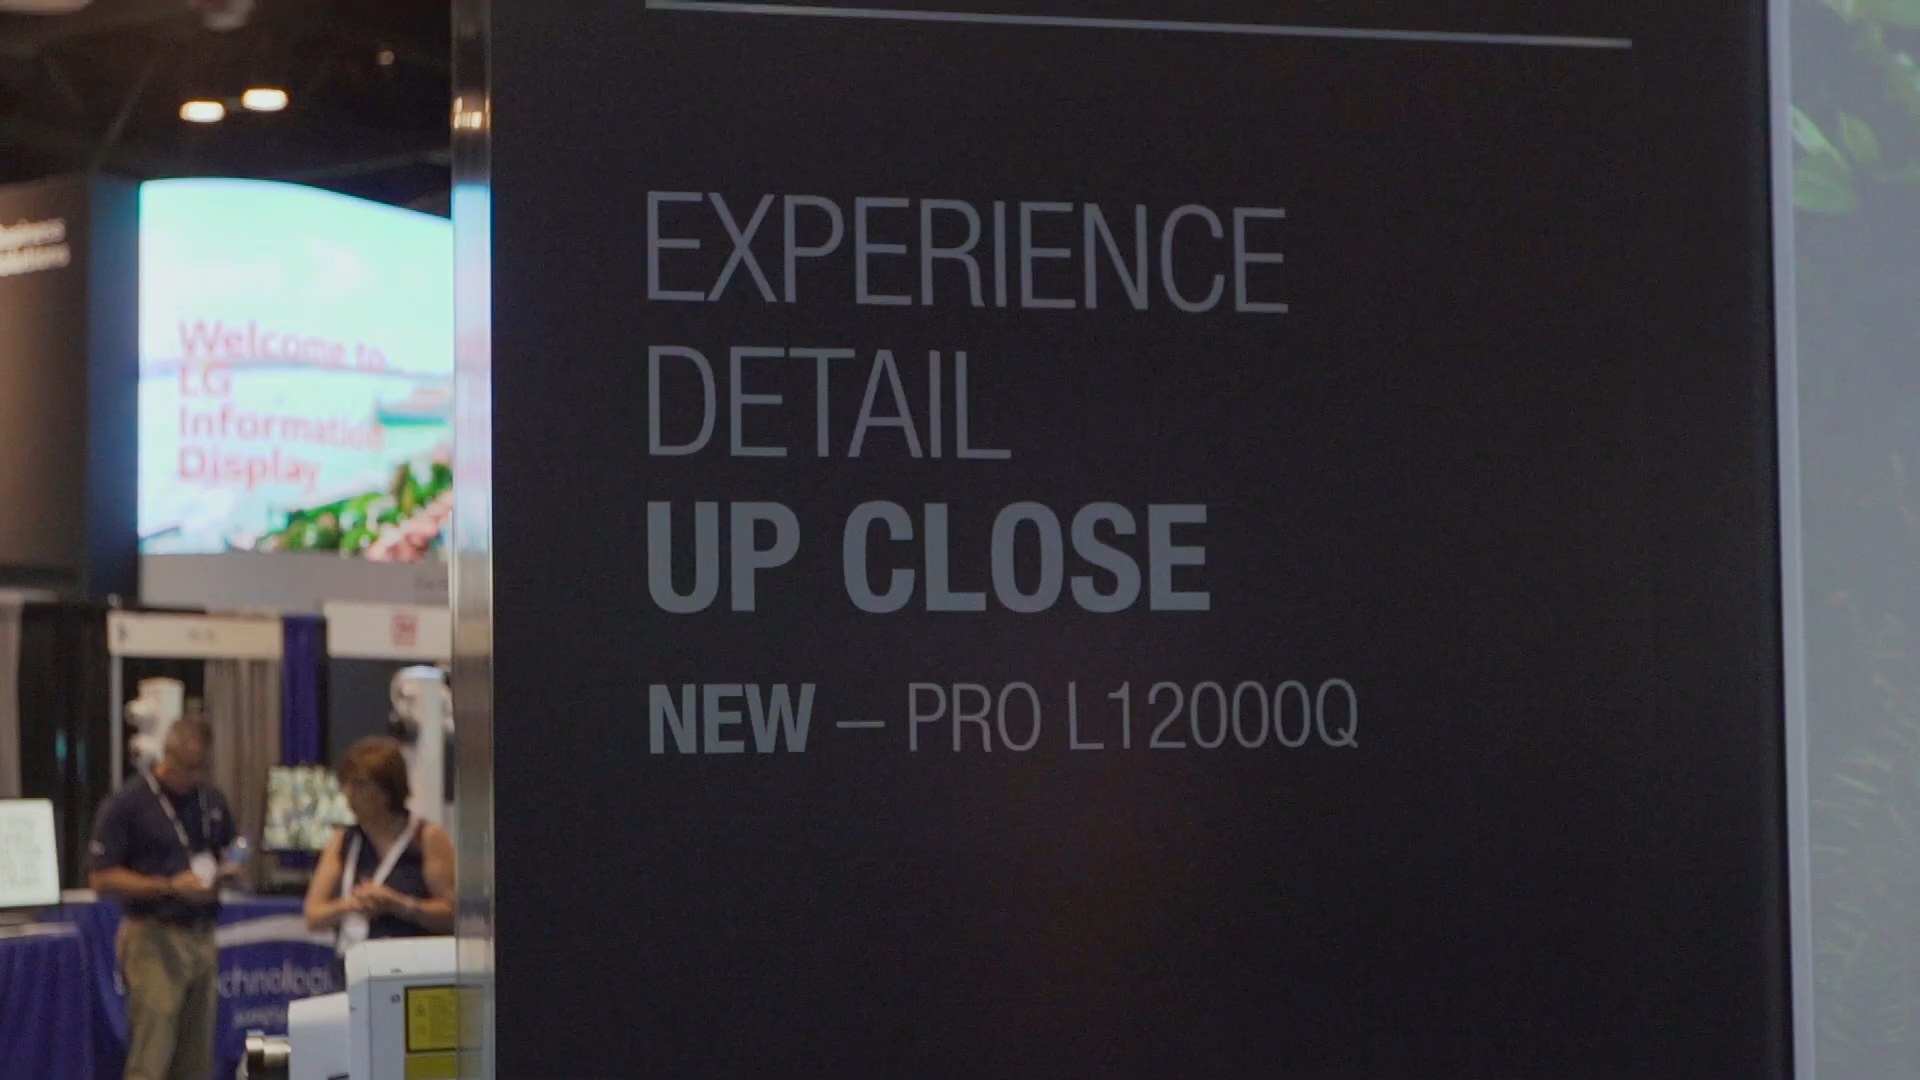 EXPERIENCE
DETAIL
UP CLOSE
NEW – PRO L12000Q
Welcome to
LG
Information
Display